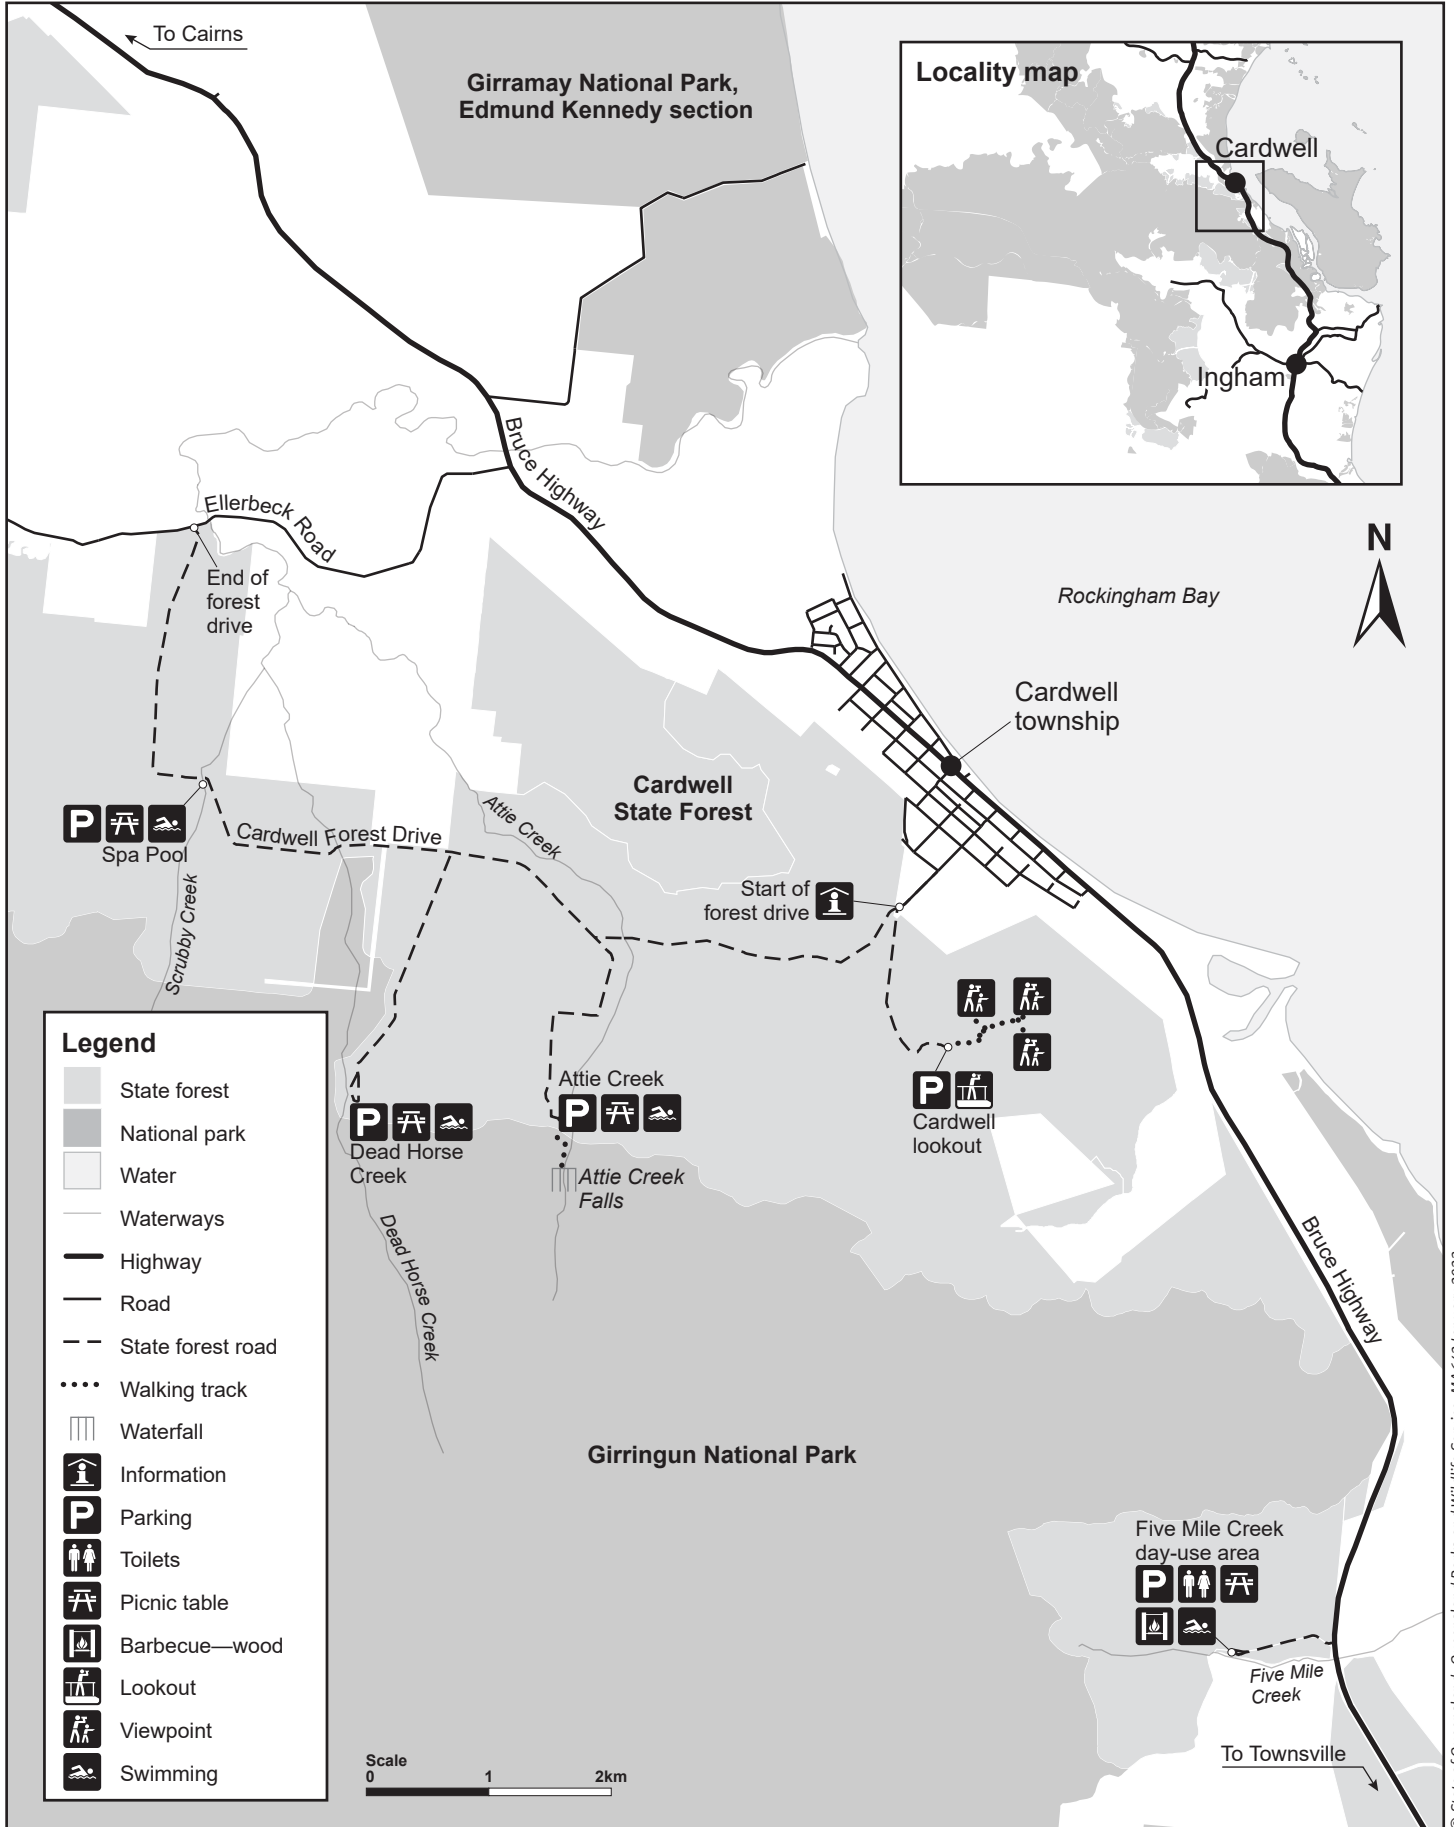 To Cairns
Girramay National Park,
Edmund Kennedy section
Locality map
Cardwell
Ingham
Bruce Highway
Ellerbeck Road
End of
forest
drive
N
Rockingham Bay
Cardwell
township
Cardwell
State Forest
Attie Creek
P
Spa Pool
Cardwell Forest Drive
Scrubby Creek
Start of
forest drive
P
Cardwell
lookout
Attie Creek
P
P
Dead Horse
Creek
Attie Creek
Falls
Dead Horse Creek
Bruce Highway
Girringun National Park
Five Mile Creek
day-use area
P
Five Mile
Creek
To Townsville
Legend
State forest
National park
Water
Waterways
Highway
Road
State forest road
Walking track
Waterfall
Information
P Parking
Toilets
Picnic table
Barbecue—wood
Lookout
Viewpoint
Swimming
Scale
0 1 2km